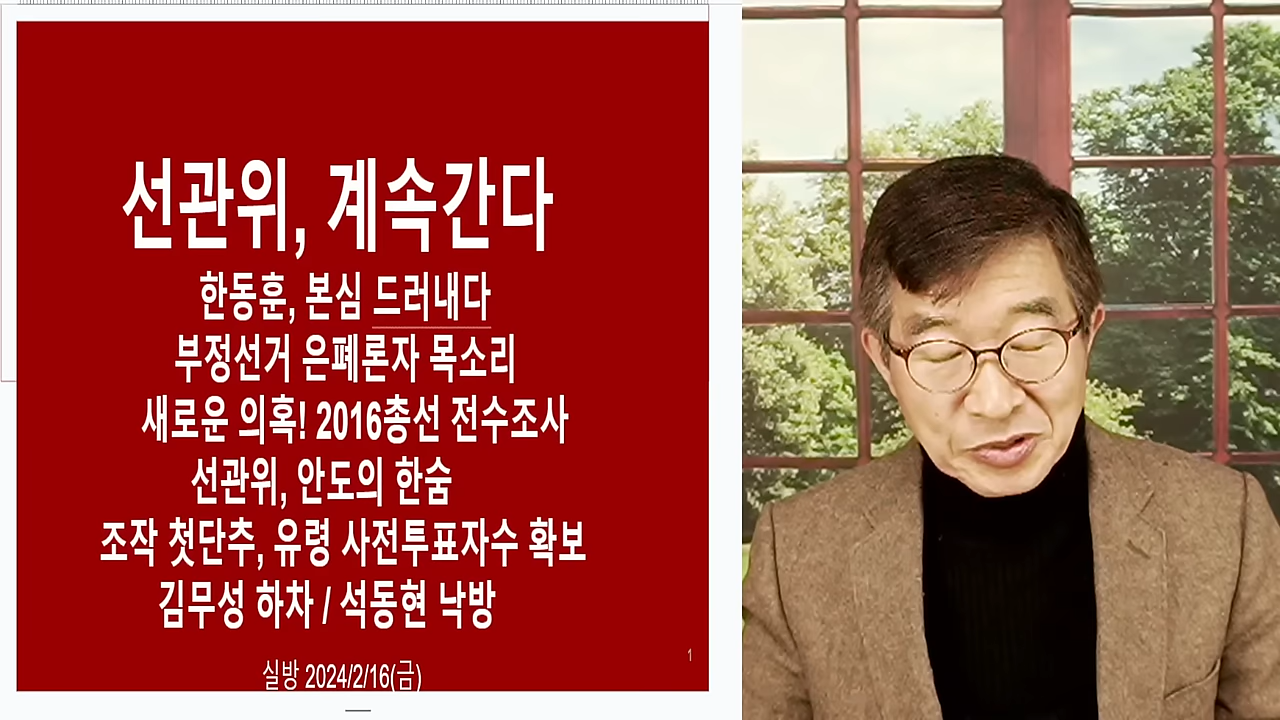 선관위, 계속간다
한동훈, 본심 드러내다
부정선거 은폐론자 목소리
새로운 의혹! 2016총선 전수조사
선관위, 안도의 한숨
조작 첫단추, 유령 사전투표자수 확보
김무성 하차 / 석동현 낙방
1
실방 2024/2/16(금)